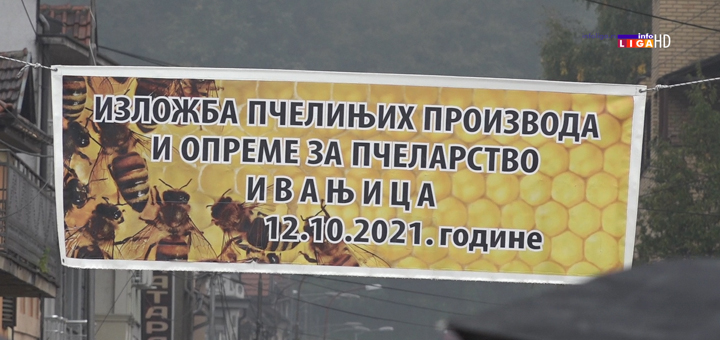 info
LIGA HD
ИЗЛОЖБА ПЧЕЛИЊИХ ПРОИЗВОДА
И ОПРЕМЕ ЗА ПЧЕЛАРСТВО
ИВАЊИЦА
12.10.2021. године